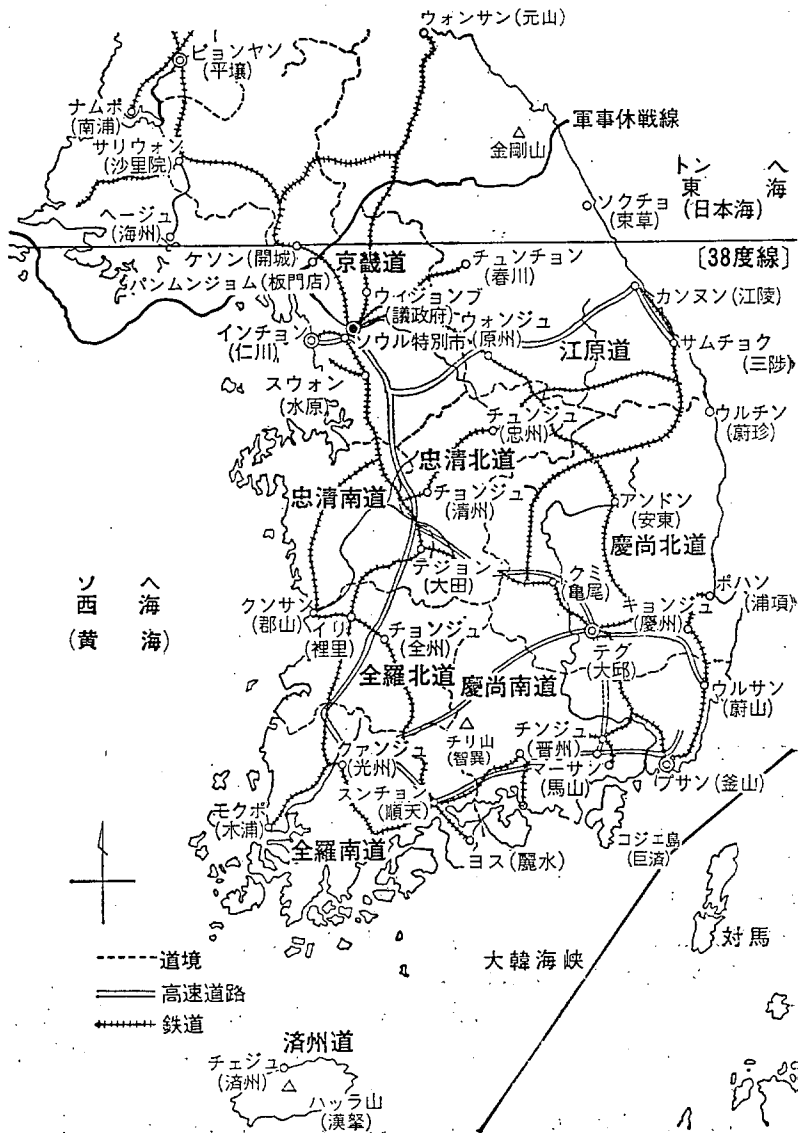 ウォンサン(元山)
ピョンヤン
(平壌)
ナムポ
(南浦)
軍事休戦線
金剛山
サリウォン
(沙里院)
トンヘ
東海
(日本海)
ソクチョ
(束草)
ヘージュ
(海州)
[38度線]
ケソン(開城)
京畿道
チュンチョン
(春川)
パンムンジョム(板門店)
ウィジョンブ
(議政府)
カンヌン(江陵)
インチョン
(仁川)
ソウル特別市
ウォンジュ
(原州)
江原道
サムチョク
(三陟)
スウォン
(水原)
チュンジュ
(忠州)
ウルチン
(蔚珍)
忠清北道
忠清南道
チョンジュ
(清州)
アンドン
(安東)
慶尚北道
テジョン
(大田)
クミ
(亀尾)
ポハン
(浦項)
ソヘ
西海
(黄海)
クンサン
(郡山)
イリ
(裡里)
チョンジュ
(全州)
キョンジュ
(慶州)
テグ
(大邱)
全羅北道
慶尚南道
ウルサン
(蔚山)
チリ山
(智異)
クァンジュ
(光州)
チンジュ
(晋州)
マーサン
(馬山)
プサン(釜山)
スンチョン
(順天)
モクポ
(木浦)
全羅南道
ヨス(麗水)
コジェ島
(巨済)
対馬
大韓海峡
道境
高速道路
鉄道
済州道
チェジュ
(済州)
ハッラ山
(漢拏)